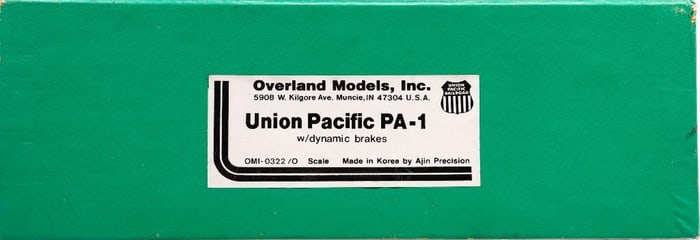 Overland Models, Inc.
5908 W. Kilgore Ave. Muncie, IN 47304 U.S.A.
UNION
PACIFIC
RAILROAD
Union Pacific PA-1
w/dynamic brakes
OMI-0322/O Scale Made in Korea by Ajin Precision